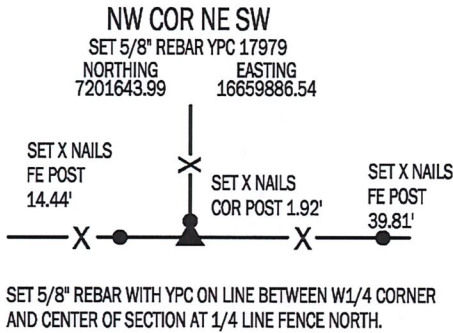 NW COR NE SW
SET 5/8" REBAR YPC 17979
NORTHING EASTING
7201643.99 16659886.54
SET X NAILS
FE POST
14.44'
X
SET X NAILS
COR POST 1.92'
SET X NAILS
FE POST
39.81'
X X
SET 5/8" REBAR WITH YPC ON LINE BETWEEN W1/4 CORNER
AND CENTER OF SECTION AT 1/4 LINE FENCE NORTH.